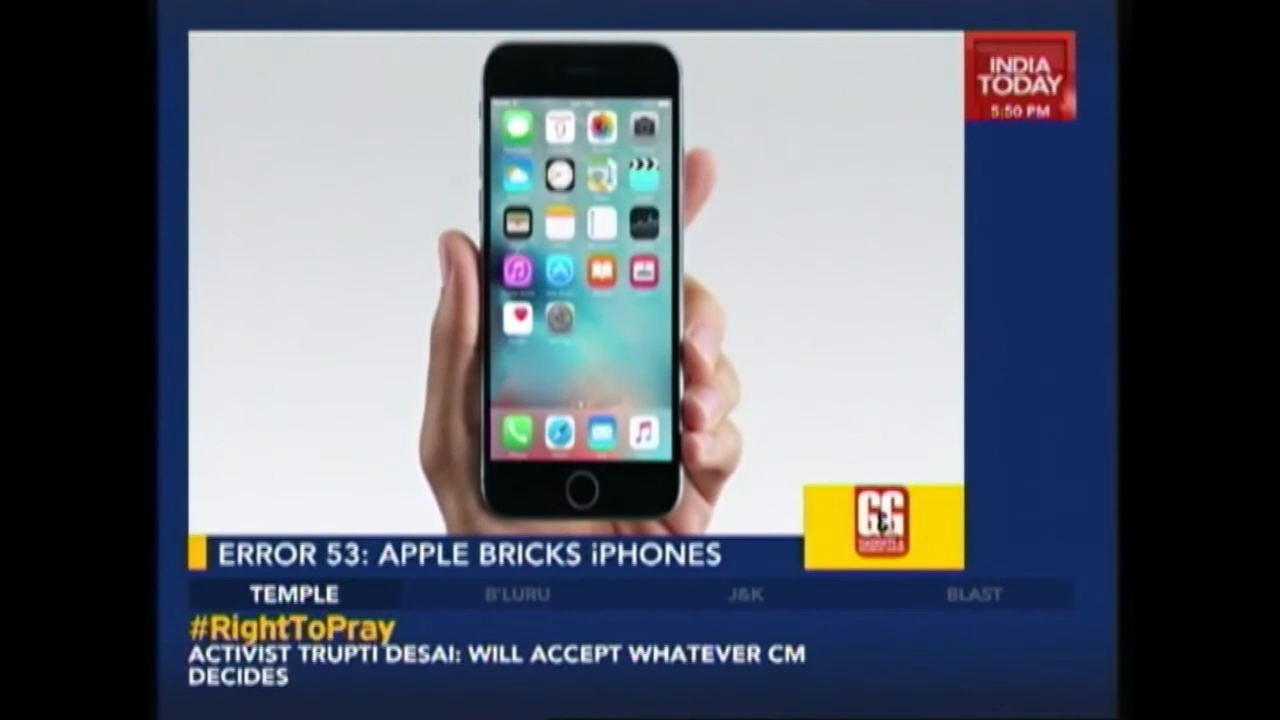 INDIA
TODAY
5:50 PM
9
G&G
ERROR 53: APPLE BRICKS iPHONES
TEMPLE B'LURU J&K BLAST
#RightToPray
ACTIVIST TRUPTI DESAI: WILL ACCEPT WHATEVER CM
DECIDES